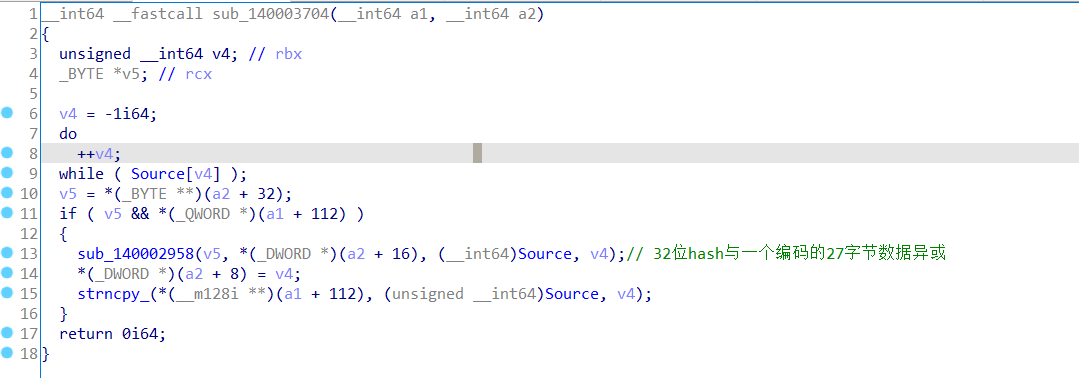 1 __int64 __fastcall sub_140003704(__int64 a1, __int64 a2)
2 {
3 unsigned __int64 v4; // rbx
4 _BYTE *v5; // rcx
5
6 v4 = -1i64;
7 do
8 ++v4;
9 while ( Source[v4] );
10 v5 = *(_BYTE **)(a2 + 32);
11 if ( v5 && *(_QWORD *)(a1 + 112) )
12 {
13 sub_140002958(v5, *(_DWORD *)(a2 + 16), (__int64)Source, v4);// 32位hash与一个编码的27字节数据异或
14 *(_DWORD *)(a2 + 8) = v4;
15 strncpy_(*(__m128i **)(a1 + 112), (unsigned __int64)Source, v4);
16 }
17 return 0i64;
18 }